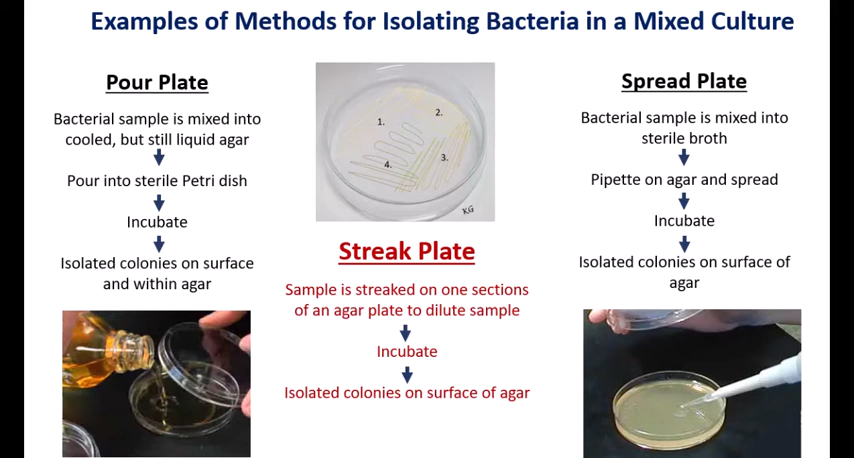 Examples of Methods for Isolating Bacteria in a Mixed Culture
Pour Plate
Bacterial sample is mixed into
cooled, but still liquid agar
Pour into sterile Petri dish
Incubate
Isolated colonies on surface
and within agar
1.
2.
3.
4.
KG
Streak Plate
Sample is streaked on one sections
of an agar plate to dilute sample
Incubate
Isolated colonies on surface of agar
Spread Plate
Bacterial sample is mixed into
sterile broth
Pipette on agar and spread
Incubate
Isolated colonies on surface of
agar